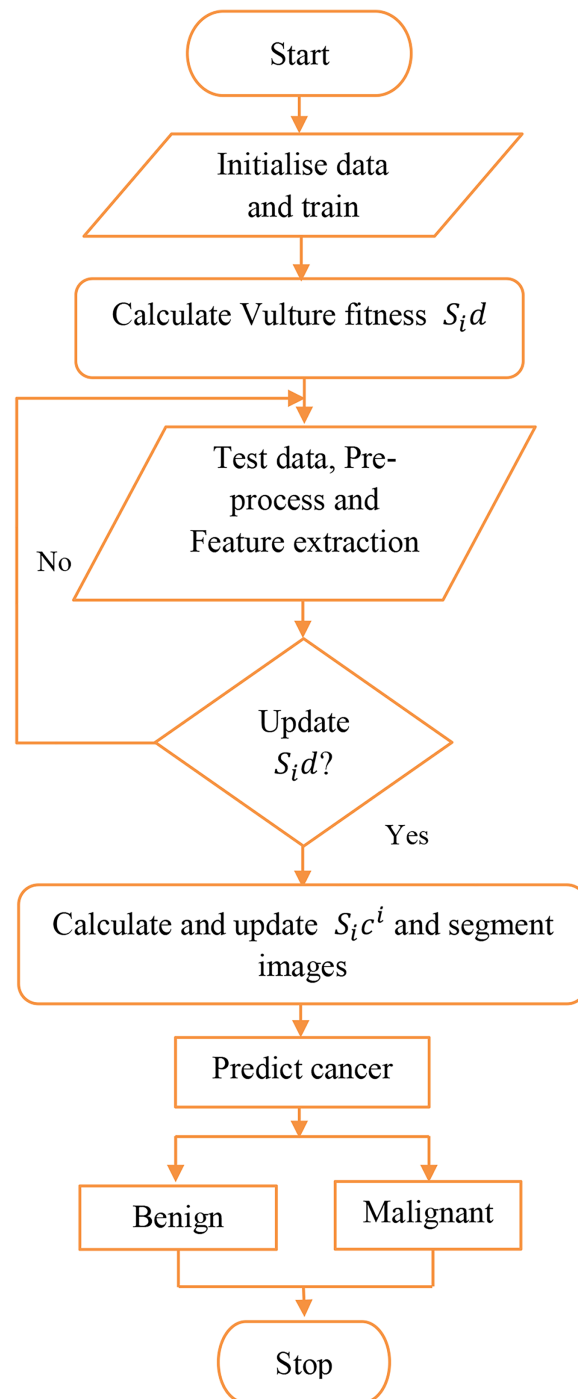 Start
Initialise data
and train
Calculate Vulture fitness $S_i d$
Test data, Pre-
process and
Feature extraction
No
Update
$S_i d$?
Yes
Calculate and update $S_i c^i$ and segment
images
Predict cancer
Benign
Malignant
Stop